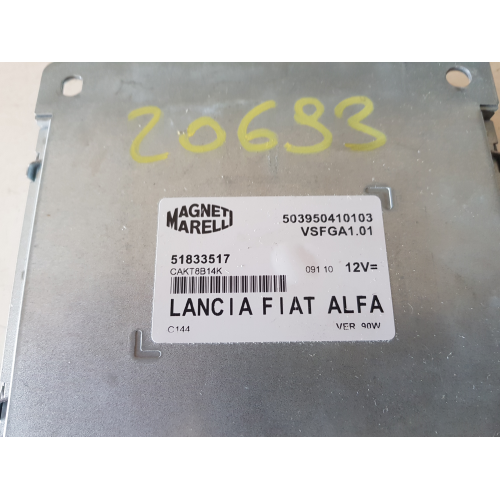 20693
MAGNETI MARELLI
503950410103
VSFGA1.01
51833517
CAKT8B14K
091 10 12V=
LANCIA FIAT ALFA
C144 VER 90W